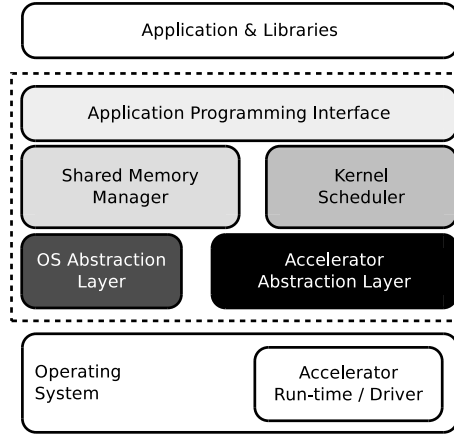 Application & Libraries
Application Programming Interface
Shared Memory
Manager
Kernel
Scheduler
OS Abstraction
Layer
Accelerator
Abstraction Layer
Operating
System
Accelerator
Run-time / Driver